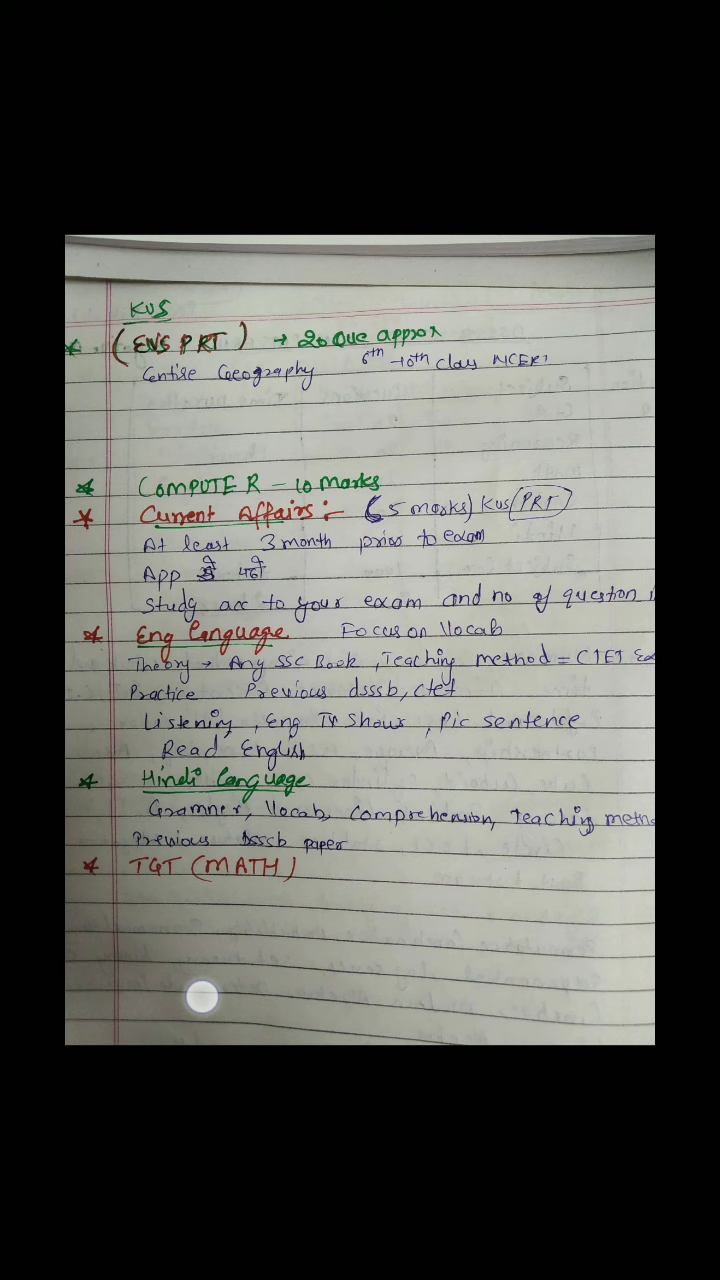 KVS
* (EVS PRT) → 20 Que approx
Entire Geography 6th → 10th class NCERT
* COMPUTER - 10 Marks
* Current Affairs :- (5 marks) KVS (PRT)
At least 3 month prior to exam
App से पढ़ो
Study acc to your exam and no of question
* Eng language Focus on Vocab
Theory → Any SSC Book, Teaching method = CTET
Practice Previous dsssb, ctet
Listening, Eng TV Shows, Pic sentence
Read English
* Hindi language
Grammer, Vocab, Comprehension, Teaching
Previous dsssb paper
* TGT (MATH)